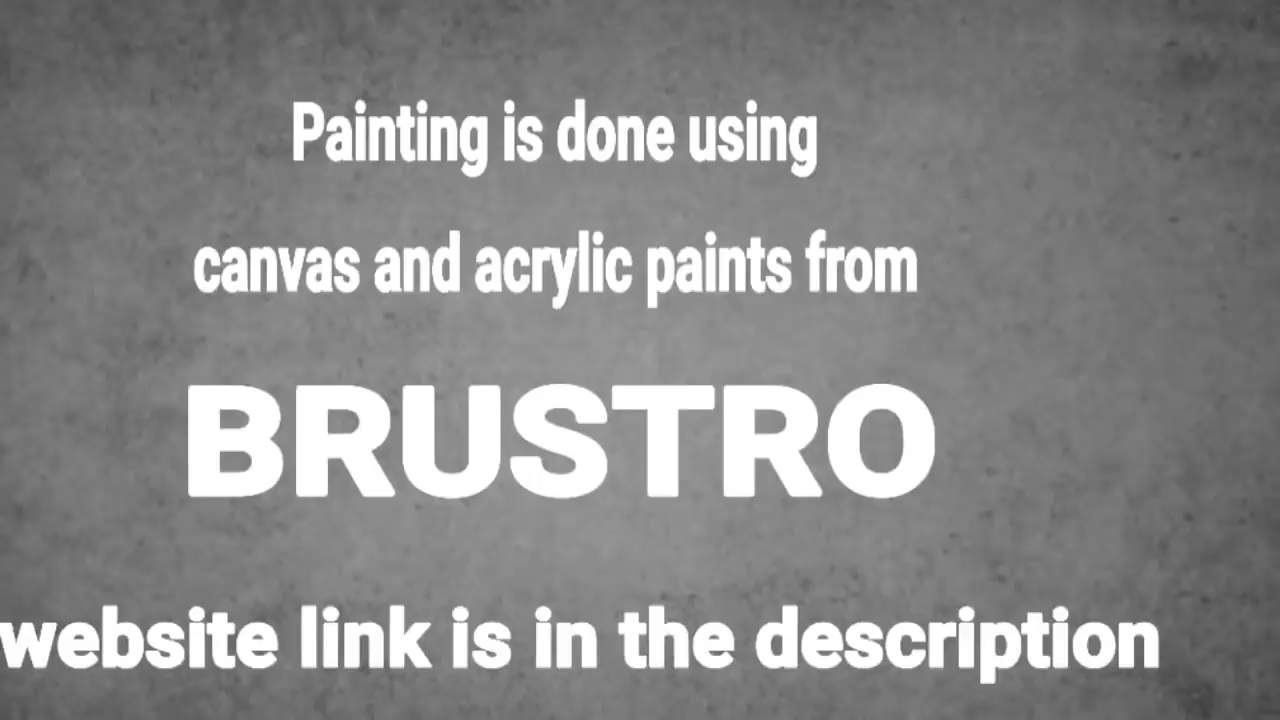 Painting is done using
canvas and acrylic paints from
BRUSTRO
website link is in the description